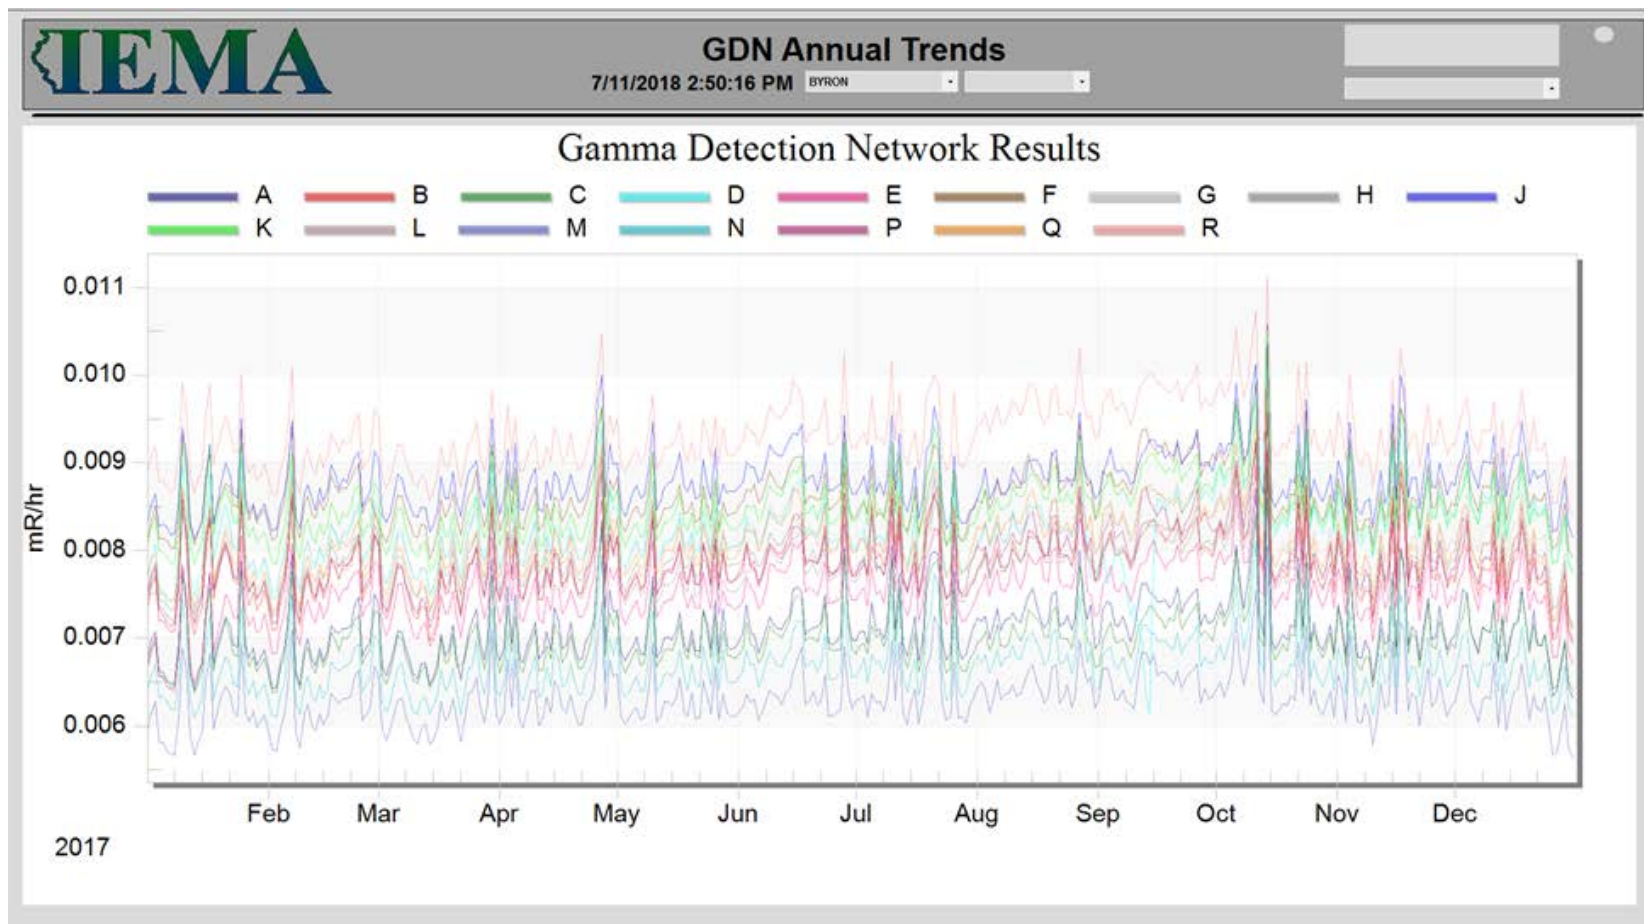 IEMA
GDN Annual Trends
7/11/2018 2:50:16 PM BYRON
Gamma Detection Network Results
A B C D E F G H J
K L M N P Q R
0.011
0.010
0.009
0.008
0.007
0.006
mR/hr
Feb Mar Apr May Jun Jul Aug Sep Oct Nov Dec
2017